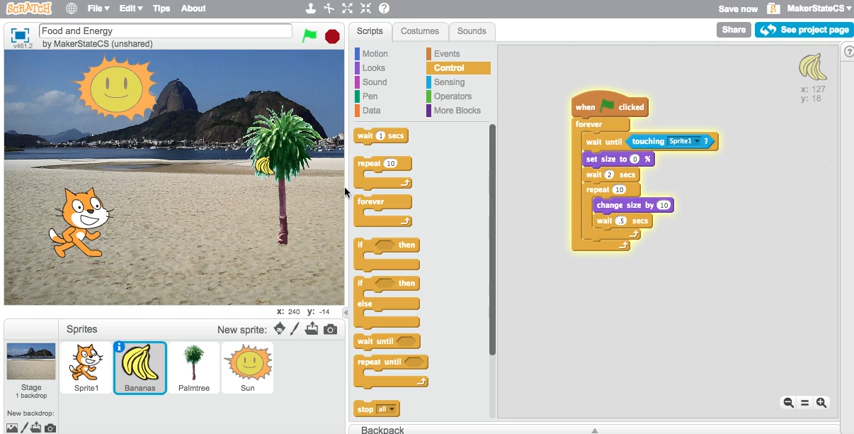 SCRATCH File Edit Tips About Save now MakerStateCS
Share See project page
v461.2
Food and Energy
by MakerStateCS (unshared)
x: 240 y: -14
Sprites New sprite:
Stage
1 backdrop
New backdrop:
Sprite1
Bananas
Palmtree
Sun
Scripts Costumes Sounds
Motion Events
Looks Control
Sound Sensing
Pen Operators
Data More Blocks
wait 1 secs
repeat 10
forever
if then
if then
else
wait until
repeat until
stop all
x: 127
y: 18
when clicked
forever
wait until touching Sprite1 ?
set size to 0 %
wait 2 secs
repeat 10
change size by 10
wait .5 secs
Backpack